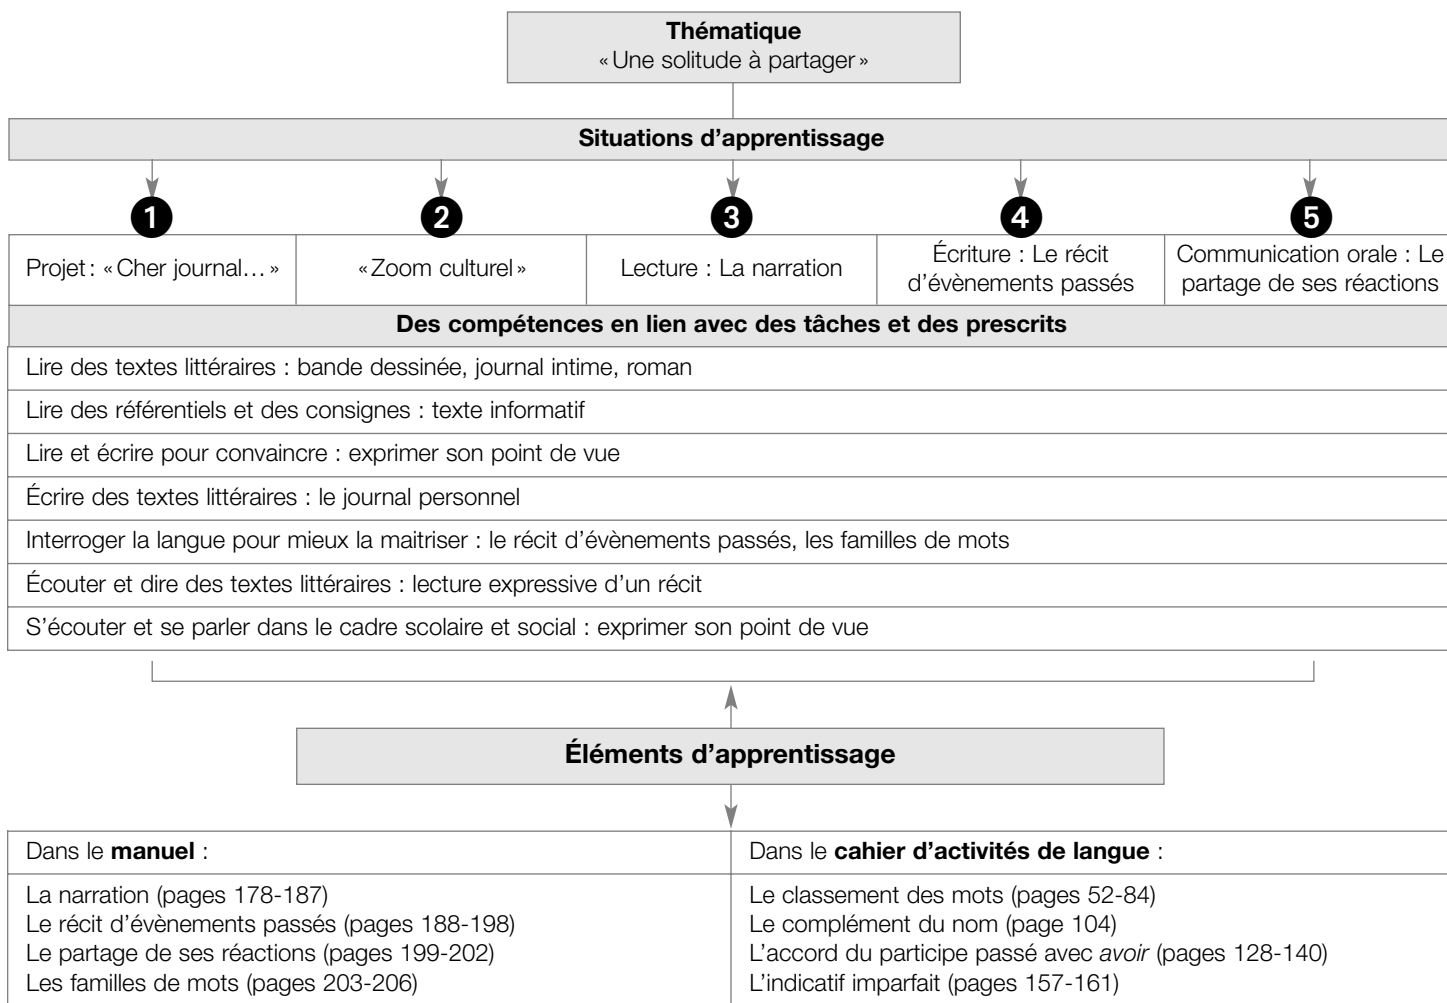 Thématique
« Une solitude à partager »
Situations d’apprentissage
1
2
3
4
5
Projet : « Cher journal… »
« Zoom culturel »
Lecture : La narration
Écriture : Le récit
d’évènements passés
Communication orale : Le
partage de ses réactions
Des compétences en lien avec des tâches et des prescrits
Lire des textes littéraires : bande dessinée, journal intime, roman
Lire des référentiels et des consignes : texte informatif
Lire et écrire pour convaincre : exprimer son point de vue
Écrire des textes littéraires : le journal personnel
Interroger la langue pour mieux la maitriser : le récit d’évènements passés, les familles de mots
Écouter et dire des textes littéraires : lecture expressive d’un récit
S’écouter et se parler dans le cadre scolaire et social : exprimer son point de vue
Éléments d’apprentissage
Dans le manuel :
La narration (pages 178-187)
Le récit d’évènements passés (pages 188-198)
Le partage de ses réactions (pages 199-202)
Les familles de mots (pages 203-206)
Dans le cahier d’activités de langue :
Le classement des mots (pages 52-84)
Le complément du nom (page 104)
L’accord du participe passé avec avoir (pages 128-140)
L’indicatif imparfait (pages 157-161)